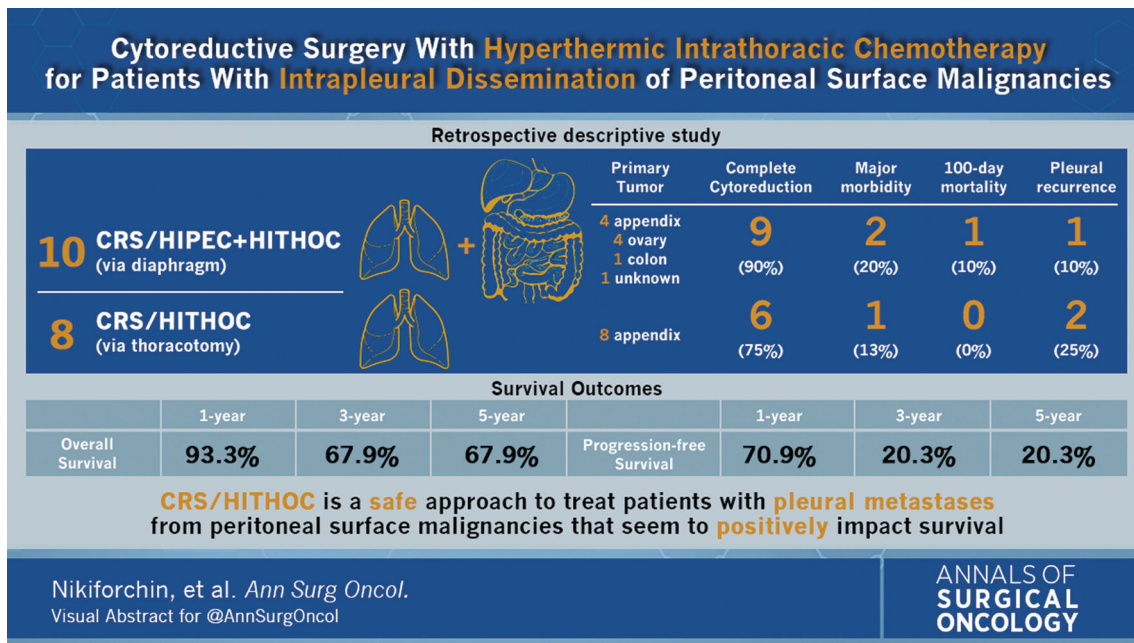 Cytoreductive Surgery With Hyperthermic Intrathoracic Chemotherapy
for Patients With Intrapleural Dissemination of Peritoneal Surface Malignancies
Retrospective descriptive study
Primary
Tumor
Complete
Cytoreduction
Major
morbidity
100-day
mortality
Pleural
recurrence
10 CRS/HIPEC+HITHOC
(via diaphragm)
+
4 appendix
4 ovary
1 colon
1 unknown
9
(90%)
2
(20%)
1
(10%)
1
(10%)
8 CRS/HITHOC
(via thoracotomy)
8 appendix
6
(75%)
1
(13%)
0
(0%)
2
(25%)
Survival Outcomes
1-year 3-year 5-year 1-year 3-year 5-year
Overall
Survival
93.3% 67.9% 67.9%
Progression-free
Survival
70.9% 20.3% 20.3%
CRS/HITHOC is a safe approach to treat patients with pleural metastases
from peritoneal surface malignancies that seem to positively impact survival
Nikiforchin, et al. Ann Surg Oncol.
Visual Abstract for @AnnSurgOncol
ANNALS OF
SURGICAL
ONCOLOGY